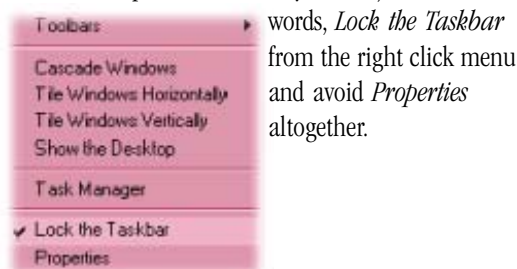 Toolbars
Cascade Windows
Tile Windows Horizontally
Tile Windows Vertically
Show the Desktop
Task Manager
Lock the Taskbar
Properties
words, Lock the Taskbar
from the right click menu
and avoid Properties
altogether.